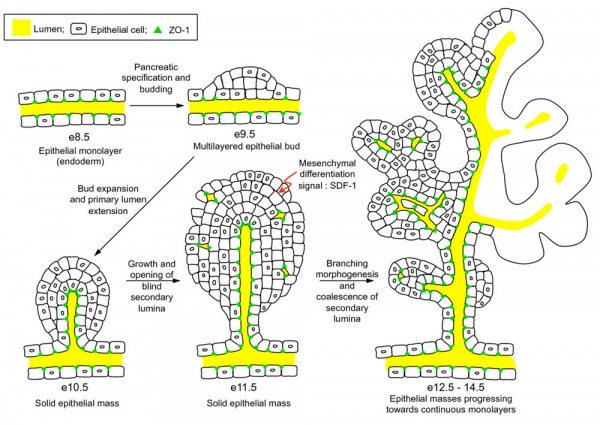 Lumen; Epithelial cell; ZO-1
Pancreatic
specification and
budding
e8.5
Epithelial monolayer
(endoderm)
e9.5
Multilayered epithelial bud
Mesenchymal
differentiation
signal : SDF-1
Bud expansion
and primary lumen
extension
Growth and
opening of
blind
secondary
lumina
Branching
morphogenesis
and
coalescence of
secondary
lumina
e10.5
Solid epithelial mass
e11.5
Solid epithelial mass
e12.5 - 14.5
Epithelial masses progressing
towards continuous monolayers